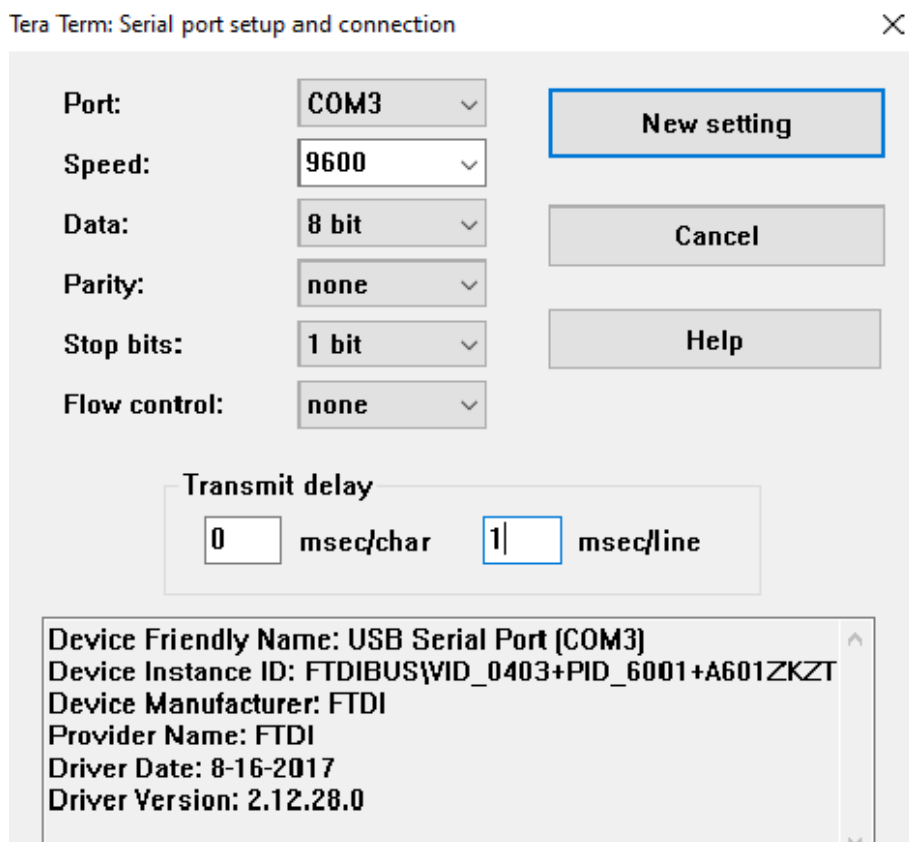 Tera Term: Serial port setup and connection
Port: COM3
New setting
Speed: 9600
Data: 8 bit
Cancel
Parity: none
Stop bits: 1 bit
Help
Flow control: none
Transmit delay
0 msec/char 1 msec/line
Device Friendly Name: USB Serial Port (COM3)
Device Instance ID: FTDIBUS\VID_0403+PID_6001+A601ZKZT
Device Manufacturer: FTDI
Provider Name: FTDI
Driver Date: 8-16-2017
Driver Version: 2.12.28.0